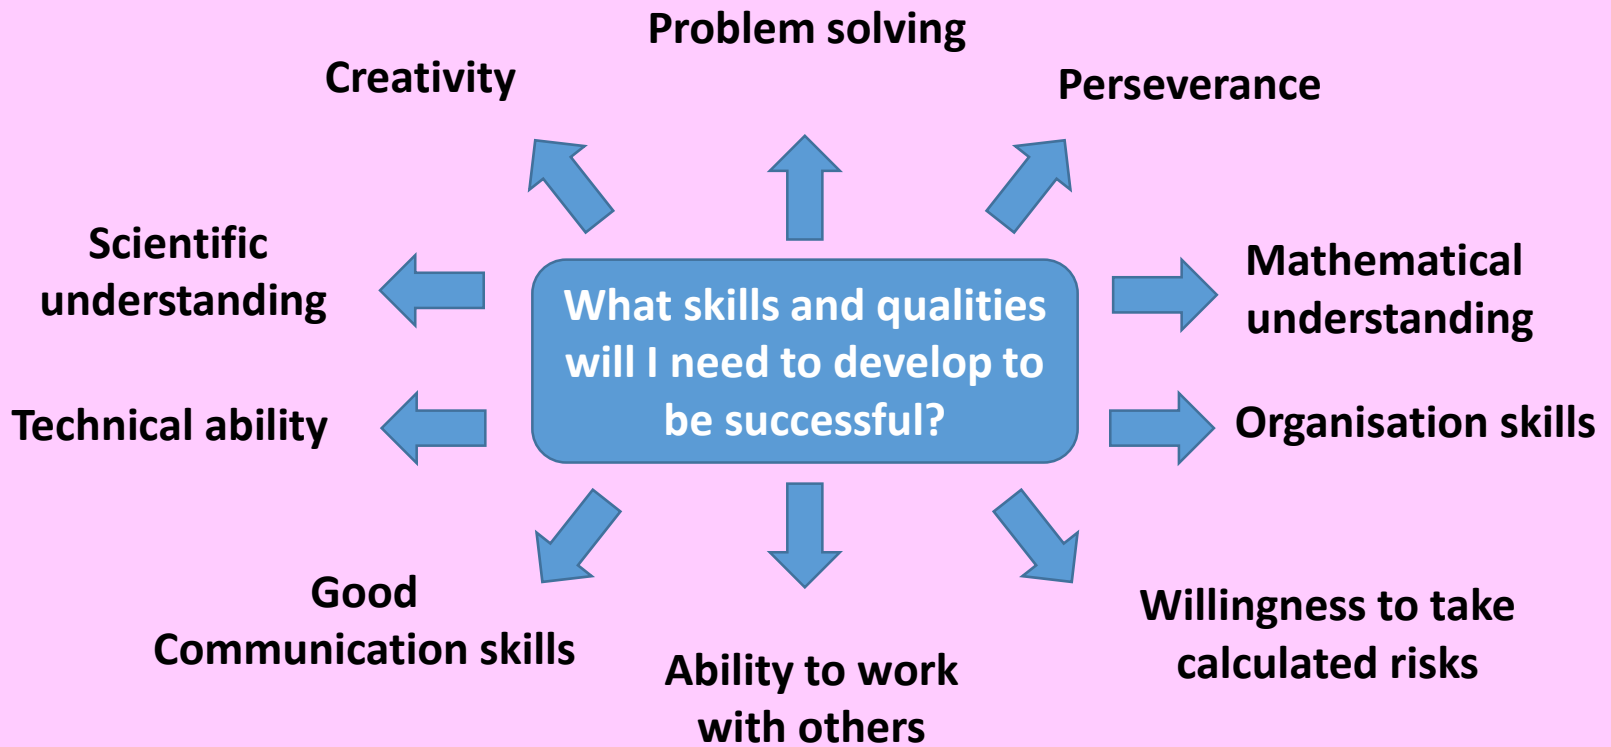 Problem solving
Creativity
Perseverance
Scientific
understanding
Mathematical
understanding
What skills and qualities
will I need to develop to
be successful?
Technical ability
Organisation skills
Good
Communication skills
Ability to work
with others
Willingness to take
calculated risks